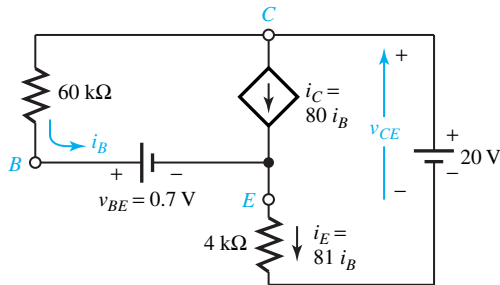 C
60 kΩ
i_C =
80 i_B
+
v_CE
−
+
20 V
−
i_B
B
+
−
v_BE = 0.7 V
E
4 kΩ
i_E =
81 i_B